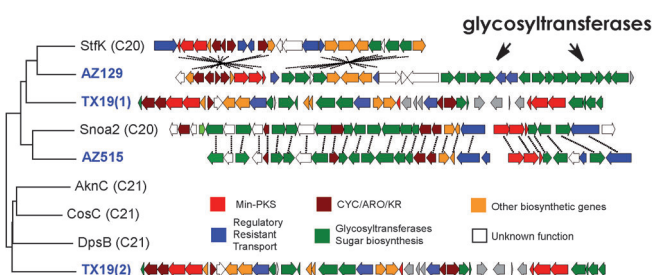 glycosyltransferases
StfK (C20)
AZ129
TX19(1)
Snoa2 (C20)
AZ515
AknC (C21)
CosC (C21)
DpsB (C21)
TX19(2)
Min-PKS
CYC/ARO/KR
Other biosynthetic genes
Regulatory
Resistant
Transport
Glycosyltransferases
Sugar biosynthesis
Unknown function